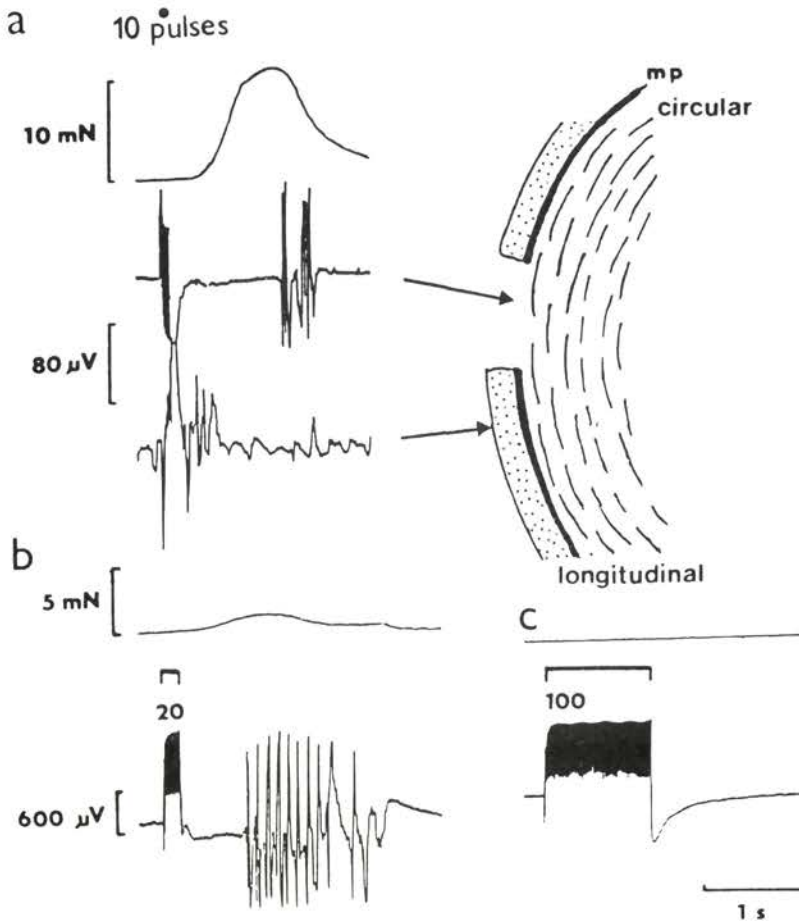 a
10 pulses
10 mN
mp
circular
80 µV
longitudinal
b
5 mN
c
20
100
600 µV
1 s